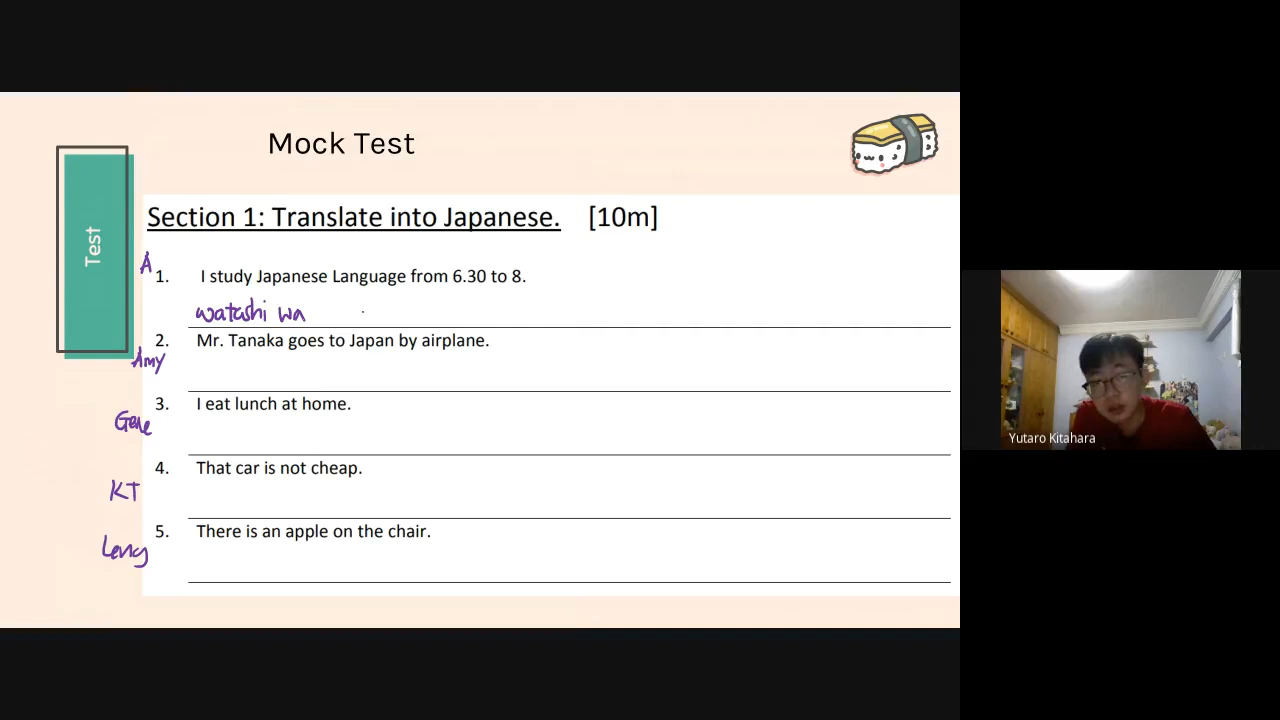 Mock Test
Test
Section 1: Translate into Japanese. [10m]
A
1. I study Japanese Language from 6.30 to 8.
watashi wa
2. Mr. Tanaka goes to Japan by airplane.
Amy
3. I eat lunch at home.
Gene
4. That car is not cheap.
KT
5. There is an apple on the chair.
Leng
Yutaro Kitahara